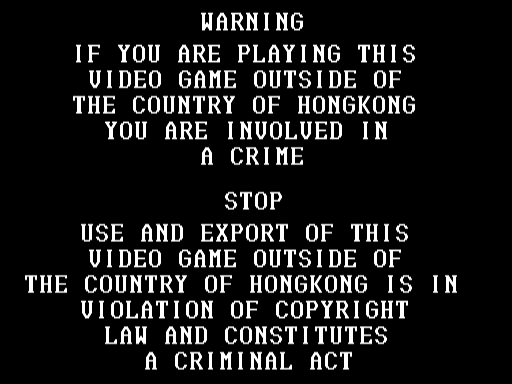 WARNING
IF YOU ARE PLAYING THIS
VIDEO GAME OUTSIDE OF
THE COUNTRY OF HONGKONG
YOU ARE INVOLVED IN
A CRIME
STOP
USE AND EXPORT OF THIS
VIDEO GAME OUTSIDE OF
THE COUNTRY OF HONGKONG IS IN
VIOLATION OF COPYRIGHT
LAW AND CONSTITUTES
A CRIMINAL ACT